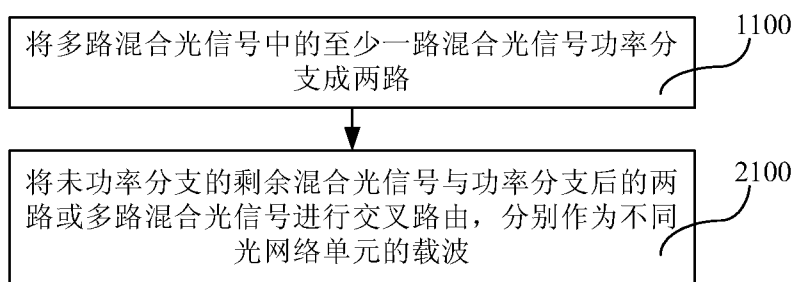 将多路混合光信号中的至少一路混合光信号功率分
支成两路
1100
将未功率分支的剩余混合光信号与功率分支后的两
路或多路混合光信号进行交叉路由，分别作为不同
光网络单元的载波
2100